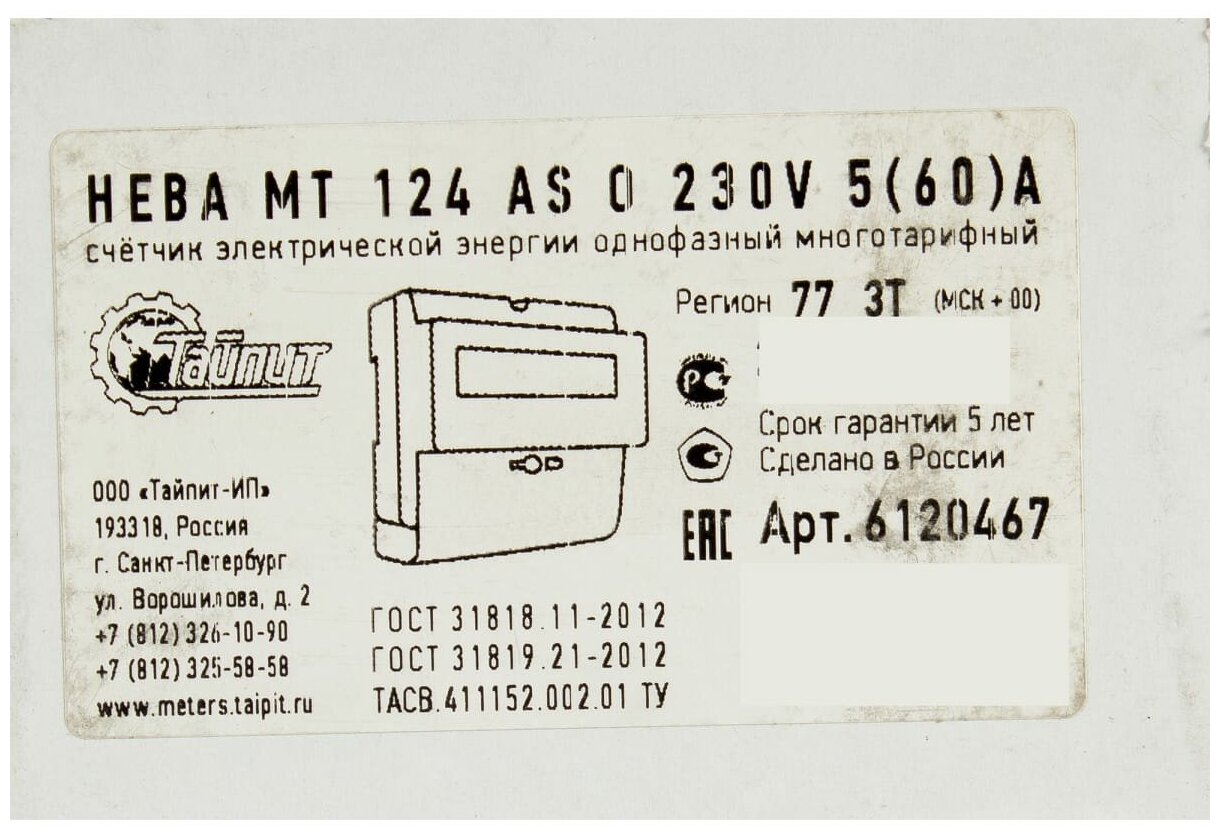 НЕВА МТ 124 AS O 230V 5(60)A
счётчик электрической энергии однофазный многотарифный
Тайпит
Регион 77 3Т (МСК + 00)
РС
Срок гарантии 5 лет
Сделано в России
ЕАС Арт. 6120467
ООО «Тайпит-ИП»
193318, Россия
г. Санкт-Петербург
ул. Ворошилова, д. 2
+7 (812) 326-10-90
+7 (812) 325-58-58
www.meters.taipit.ru
ГОСТ 31818.11-2012
ГОСТ 31819.21-2012
ТАСВ.411152.002.01 ТУ